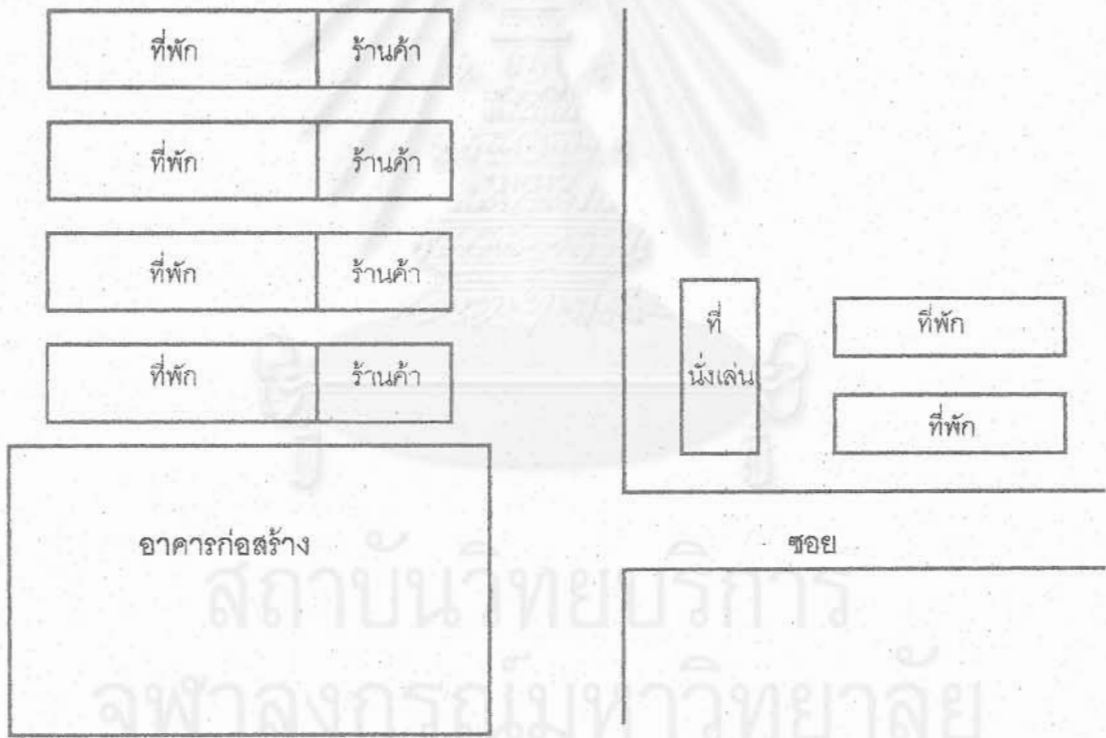 ที่พัก ร้านค้า
ที่พัก ร้านค้า
ที่พัก ร้านค้า
ที่พัก ร้านค้า
ที่
นั่งเล่น
ที่พัก
ที่พัก
อาคารก่อสร้าง
ซอย
สถาบันวิทยบริการ
จุฬาลงกรณ์มหาวิทยาลัย